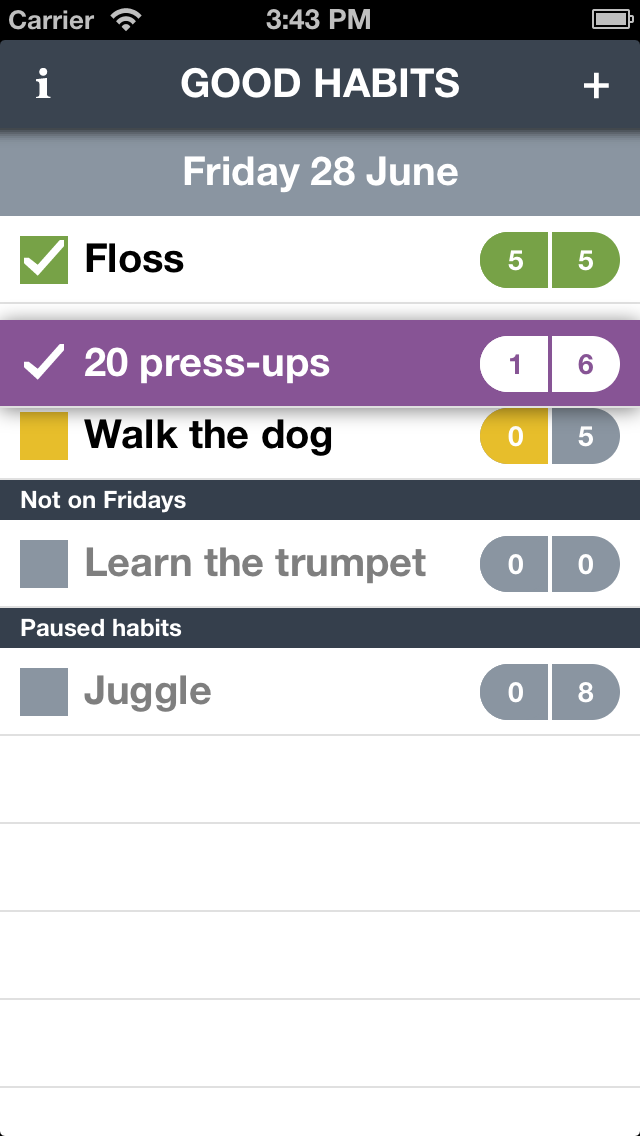 Carrier 3:43 PM
i GOOD HABITS +
Friday 28 June
Floss 5 5
20 press-ups 1 6
Walk the dog 0 5
Not on Fridays
Learn the trumpet 0 0
Paused habits
Juggle 0 8